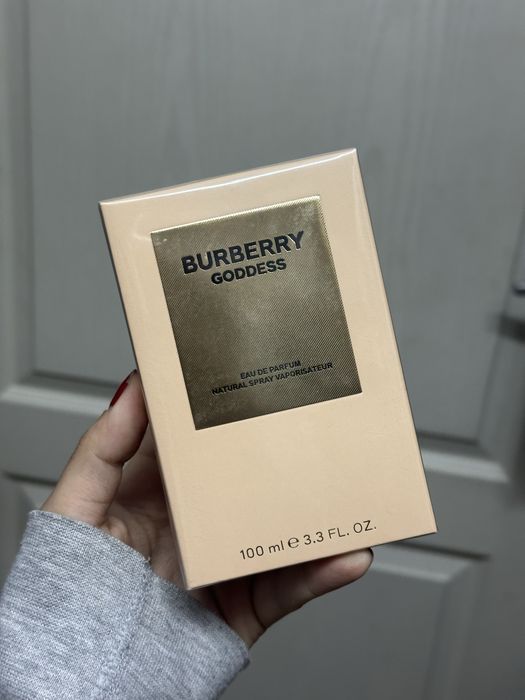 BURBERRY
GODDESS
EAU DE PARFUM
NATURAL SPRAY VAPORISATEUR
100 ml ℮ 3.3 FL. OZ.